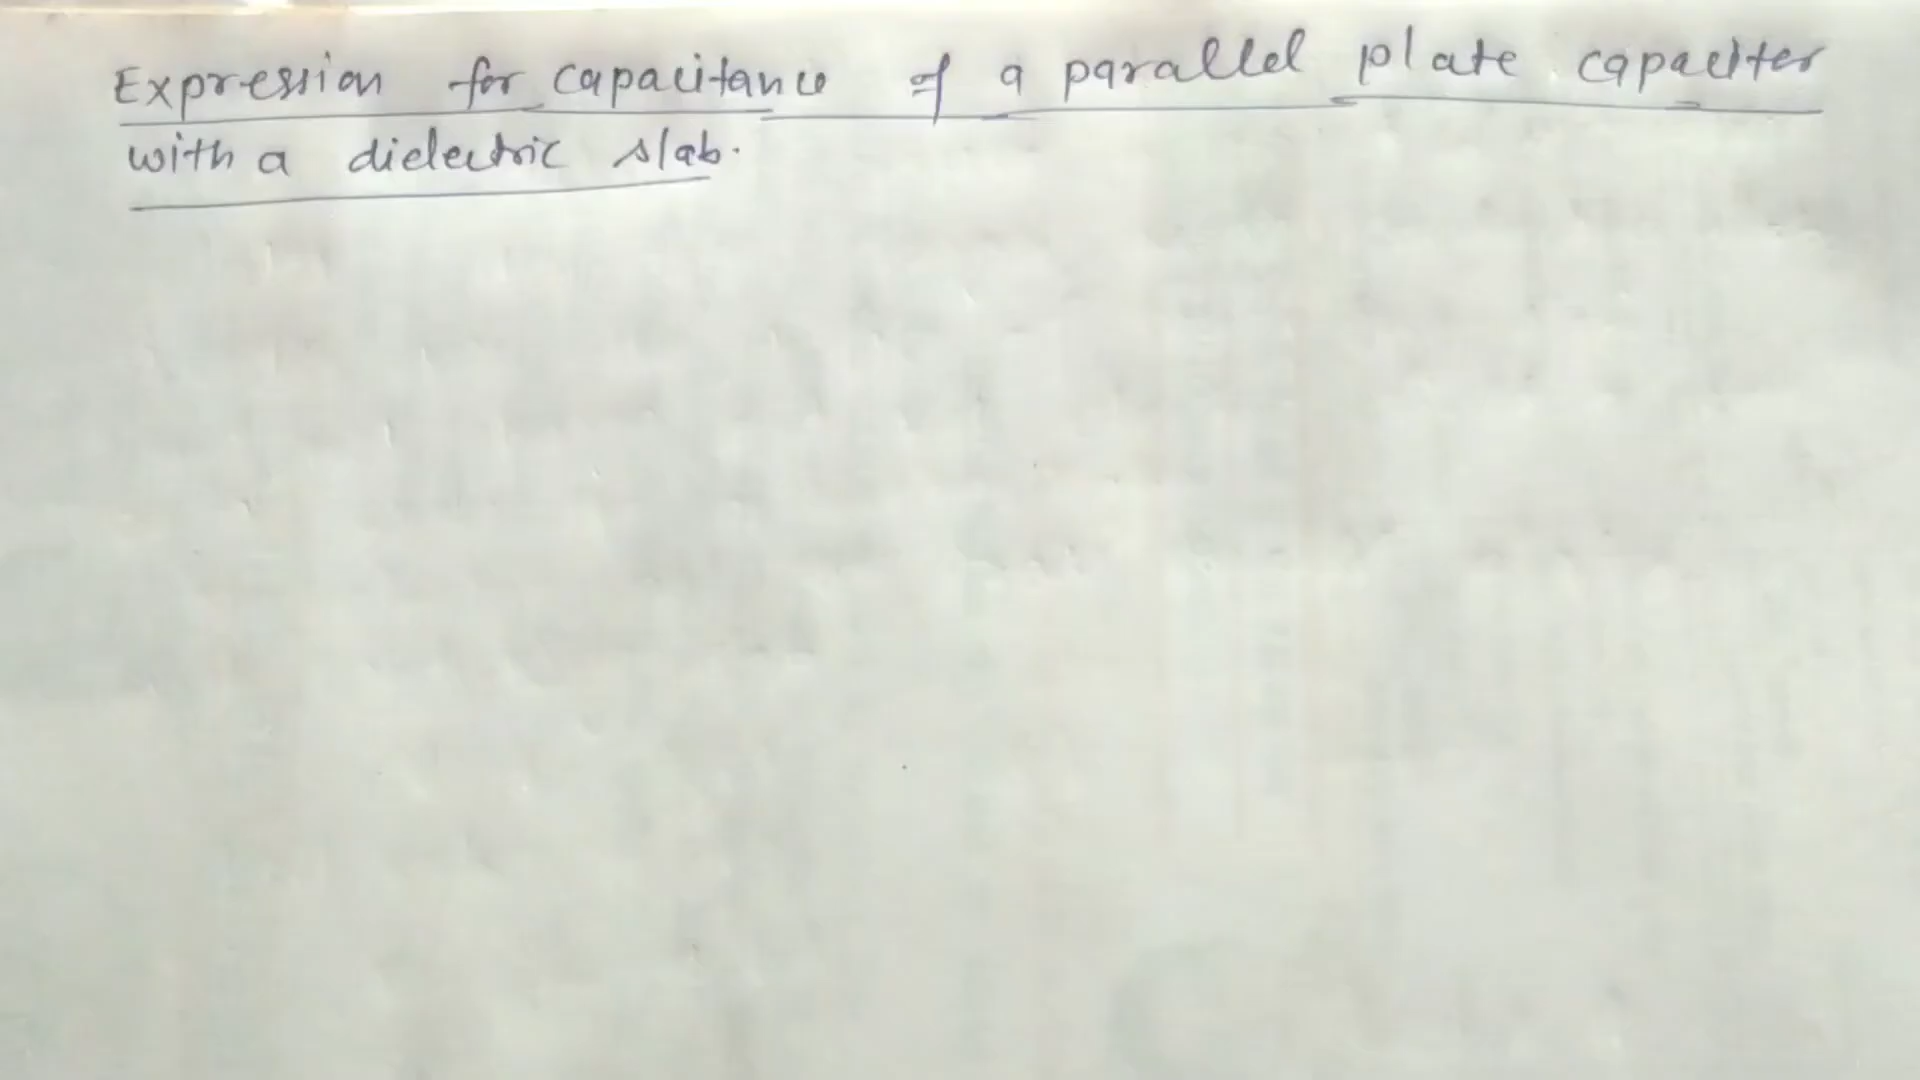 Expression for capacitance of a parallel plate capacitor
with a dielectric slab.